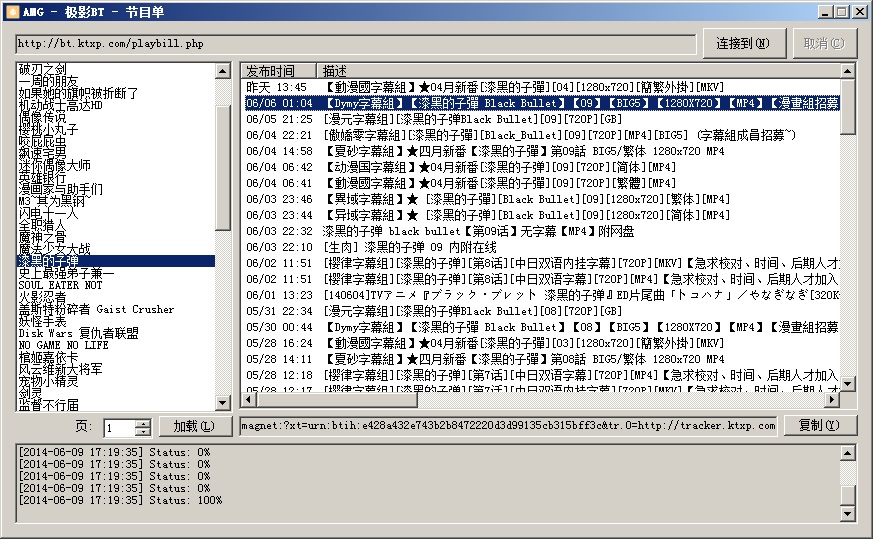 AMG - 极影BT - 节目单
http://bt.ktxp.com/playbill.php
连接到(N)
取消(C)
破刃之剑
一周的朋友
如果她的旗帜被折断了
机动战士高达HD
偶像传说
樱桃小丸子
咬屁屁虫
飙速宅男
迷你偶像大师
英雄银行
漫画家与助手们
M3~其为黑钢~
闪电十一人
全职猎人
魔神之骨
魔法少女大战
漆黑的子弹
史上最强弟子兼一
SOUL EATER NOT
火影忍者
盖斯特粉碎者 Gaist Crusher
妖怪手表
Disk Wars 复仇者联盟
NO GAME NO LIFE
棺姬嘉依卡
风云维新大将军
宠物小精灵
剑灵
监督不行届
发布时间 描述
昨天 13:45 【動漫國字幕組】★04月新番[漆黑的子彈][04][1280x720][簡繁外掛][MKV]
06/06 01:04 【Dymy字幕組】【漆黑的子彈 Black Bullet】【09】【BIG5】【1280X720】【MP4】【漫畫組招募
06/05 21:25 [漫元字幕组][漆黑的子弹Black Bullet][09][720P][GB]
06/04 22:21 [傲嬌零字幕組][漆黑的子彈][Black_Bullet][09][720P][MP4][BIG5] (字幕組成員招募~)
06/04 14:58 【夏砂字幕組】★四月新番【漆黑的子彈】第09話 BIG5/繁体 1280x720 MP4
06/04 06:42 【动漫国字幕组】★04月新番[漆黑的子弹][09][720P][简体][MP4]
06/04 06:41 【動漫國字幕組】★04月新番[漆黑的子彈][09][720P][繁體][MP4]
06/03 23:46 【異域字幕組】★ [漆黑的子彈][Black Bullet][09][1280x720][繁体][MP4]
06/03 23:44 【异域字幕组】★ [漆黑的子弹][Black Bullet][09][1280x720][简体][MP4]
06/03 22:32 漆黑的子弹 black bullet【第09话】无字幕【MP4】附网盘
06/03 22:10 [生肉] 漆黑的子弹 09 内附在线
06/02 11:51 [樱律字幕组][漆黑的子弹][第8话][中日双语内挂字幕][720P][MKV]【急求校对、时间、后期人才
06/02 11:51 [樱律字幕组][漆黑的子弹][第8话][中日双语字幕][720P][MP4]【急求校对、时间、后期人才加入
06/01 13:23 [140604]TVアニメ『ブラック・ブレット 漆黒の子弹』ED片尾曲「トコハナ」／やなぎなぎ[320K
05/31 22:34 [漫元字幕组][漆黑的子弹Black Bullet][08][720P][GB]
05/30 00:44 【Dymy字幕組】【漆黑的子彈 Black Bullet】【08】【BIG5】【1280X720】【MP4】【漫畫組招募
05/28 16:24 【動漫國字幕組】★04月新番[漆黑的子彈][03][1280x720][簡繁外掛][MKV]
05/28 14:11 【夏砂字幕組】★四月新番【漆黑的子彈】第08話 BIG5/繁体 1280x720 MP4
05/28 12:18 [樱律字幕组][漆黑的子弹][第7话][中日双语字幕][720P][MP4]【急求校对、时间、后期人才加入
05/28 12:17 [樱律字幕组][漆黑的子弹][第7话][中日双语内挂字幕][720P][MKV]【急求校对、时间、后期人才
页: 1 加载(L)
magnet:?xt=urn:btih:e428a432e743b2b8472220d3d99135cb315bff3c&tr.0=http://tracker.ktxp.com
复制(Y)
[2014-06-09 17:19:35] Status: 0%
[2014-06-09 17:19:35] Status: 0%
[2014-06-09 17:19:35] Status: 0%
[2014-06-09 17:19:35] Status: 0%
[2014-06-09 17:19:35] Status: 100%